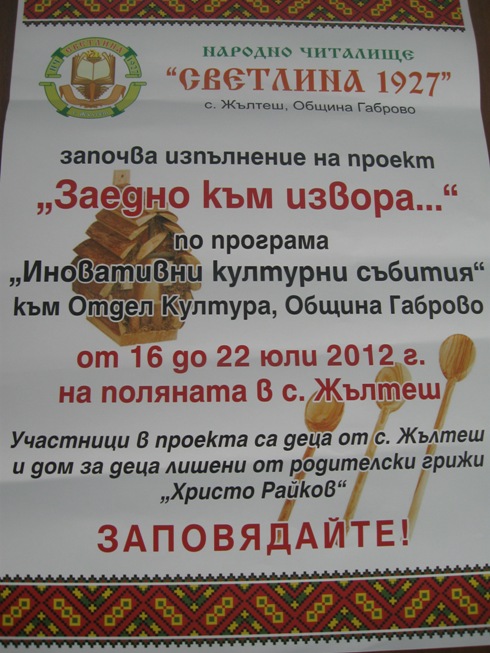 СВЕТЛИНА
НАРОДНО ЧИТАЛИЩЕ
"СВЕТЛИНА 1927"
с. Жълтеш, Община Габрово
започва изпълнение на проект
„Заедно към извора...“
по програма
„Иновативни културни събития“
към Отдел Култура, Община Габрово
от 16 до 22 юли 2012 г.
на поляната в с. Жълтеш
Участници в проекта са деца от с. Жълтеш
и дом за деца лишени от родителски грижи
„Христо Райков“
ЗАПОВЯДАЙТЕ!